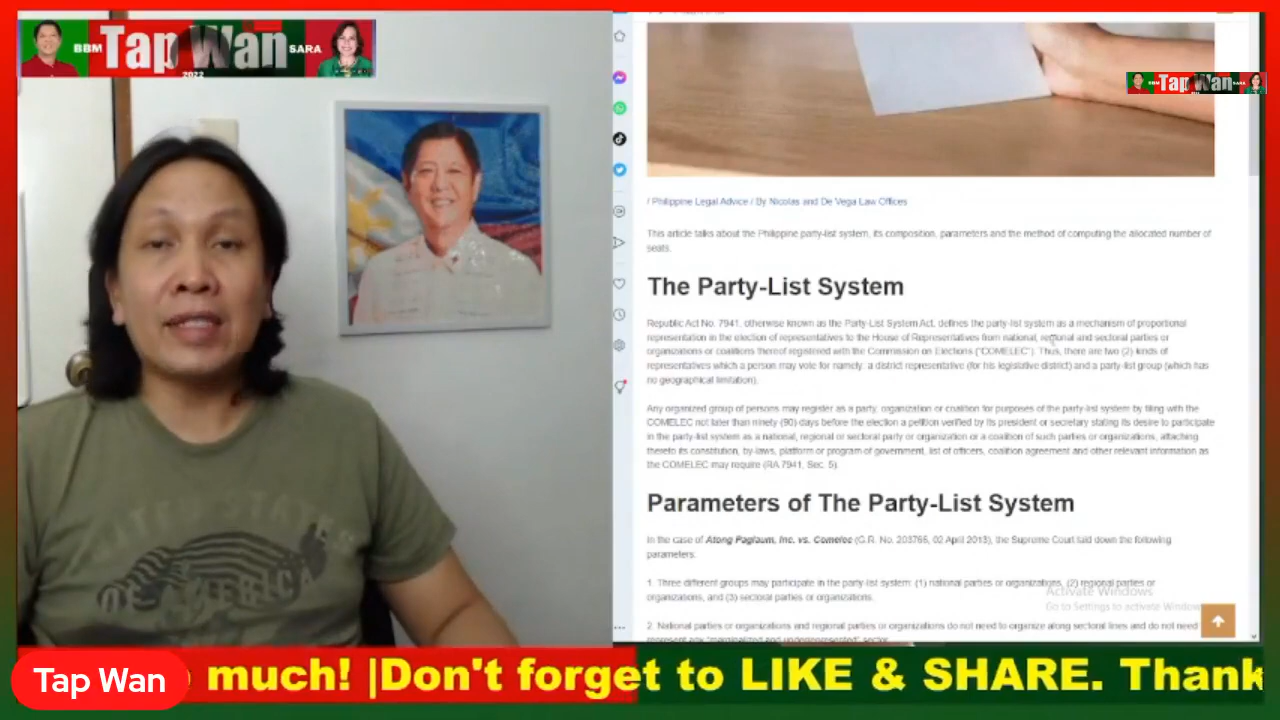 BBM Tap Wan SARA
2022
BBM Tap Wan SARA
/ Philippine Legal Advice / By Nicolas and De Vega Law Offices
This article talks about the Philippine party-list system, its composition, parameters and the method of computing the allocated number of
seats.
The Party-List System
Republic Act No. 7941, otherwise known as the Party-List System Act, defines the party-list system as a mechanism of proportional
representation in the election of representatives to the House of Representatives from national, regional and sectoral parties or
organizations or coalitions thereof registered with the Commission on Elections ("COMELEC"). Thus, there are two (2) kinds of
representatives which a person may vote for namely: a district representative (for his legislative district) and a party-list group (which has
no geographical limitation).
Any organized group of persons may register as a party, organization or coalition for purposes of the party-list system by filing with the
COMELEC not later than ninety (90) days before the election a petition verified by its president or secretary stating its desire to participate
in the party-list system as a national, regional or sectoral party or organization or a coalition of such parties or organizations, attaching
thereto its constitution, by-laws, platform or program of government, list of officers, coalition agreement and other relevant information as
the COMELEC may require (RA 7941, Sec. 5).
Parameters of The Party-List System
In the case of Atong Paglaum, Inc. vs. Comelec (G.R. No. 203766, 02 April 2013), the Supreme Court laid down the following
parameters:
1. Three different groups may participate in the party-list system: (1) national parties or organizations, (2) regional parties or
organizations, and (3) sectoral parties or organizations.
Activate Windows
Go to Settings to activate Windows
2. National parties or organizations and regional parties or organizations do not need to organize along sectoral lines and do not need
represent any "marginalized and underrepresented" sector.
UNITED STATES
OF AMERICA
Tap Wan
much! |Don't forget to LIKE & SHARE. Thank